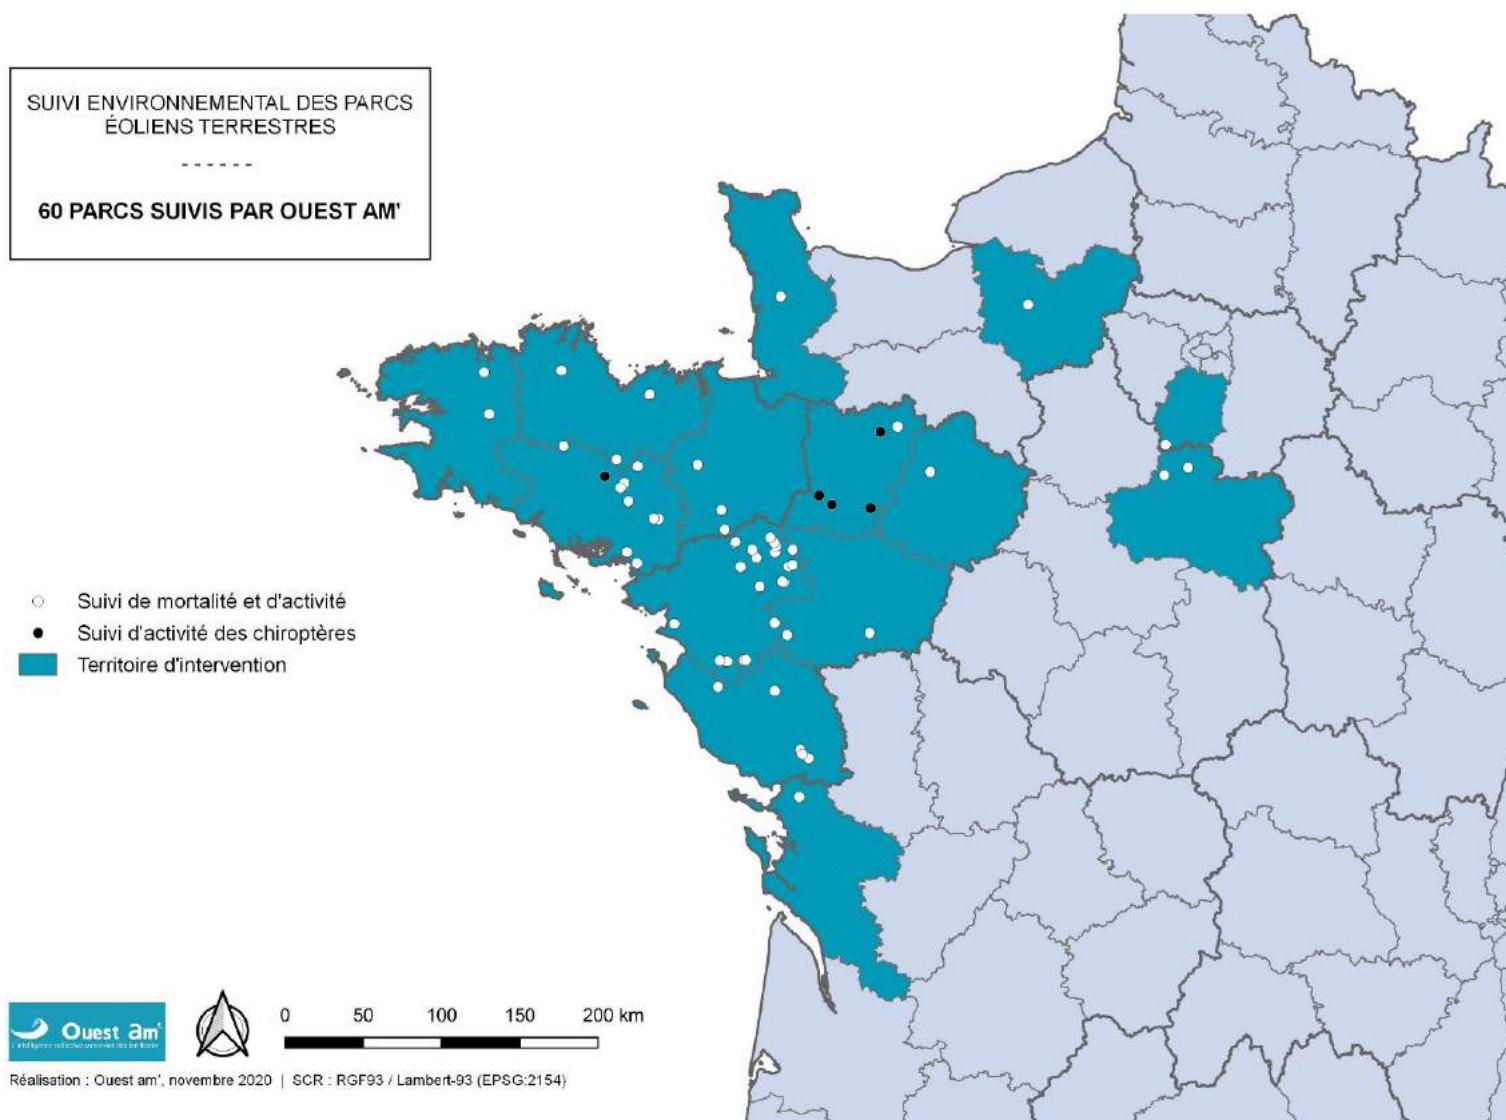 SUIVI ENVIRONNEMENTAL DES PARCS
ÉOLIENS TERRESTRES
- - - - - -
60 PARCS SUIVIS PAR OUEST AM'
Suivi de mortalité et d'activité
Suivi d'activité des chiroptères
Territoire d'intervention
Ouest am'
0 50 100 150 200 km
Réalisation : Ouest am', novembre 2020 | SCR : RGF93 / Lambert-93 (EPSG:2154)